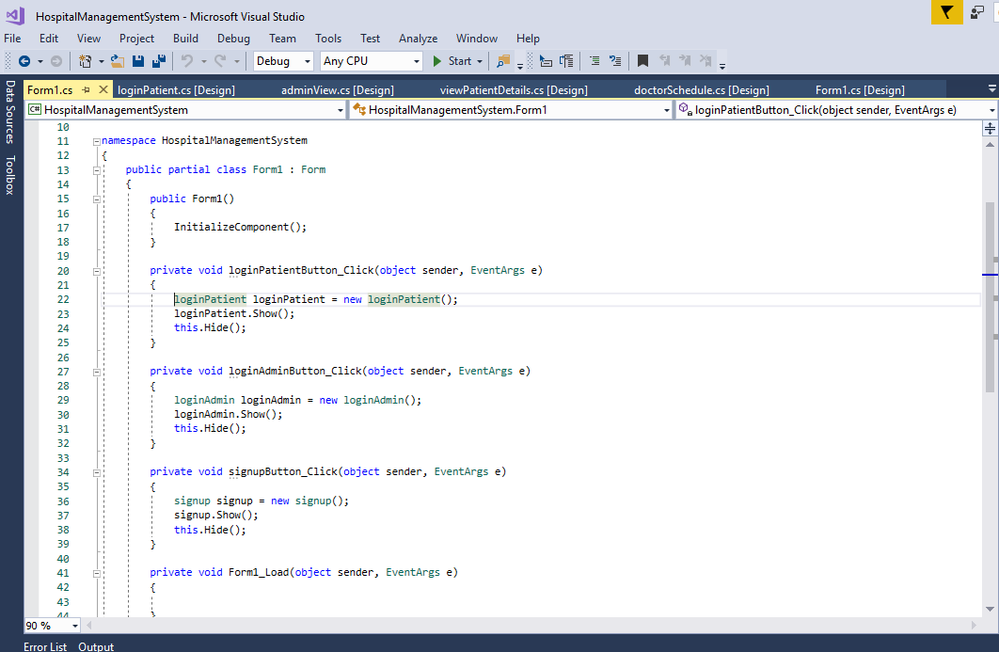 HospitalManagementSystem - Microsoft Visual Studio
File Edit View Project Build Debug Team Tools Test Analyze Window Help
Debug Any CPU Start
Data Sources
Toolbox
Form1.cs loginPatient.cs [Design] adminView.cs [Design] viewPatientDetails.cs [Design] doctorSchedule.cs [Design] Form1.cs [Design]
C# HospitalManagementSystem HospitalManagementSystem.Form1 loginPatientButton_Click(object sender, EventArgs e)
10
11 namespace HospitalManagementSystem
12 {
13 public partial class Form1 : Form
14 {
15 public Form1()
16 {
17 InitializeComponent();
18 }
19
20 private void loginPatientButton_Click(object sender, EventArgs e)
21 {
22 loginPatient loginPatient = new loginPatient();
23 loginPatient.Show();
24 this.Hide();
25 }
26
27 private void loginAdminButton_Click(object sender, EventArgs e)
28 {
29 loginAdmin loginAdmin = new loginAdmin();
30 loginAdmin.Show();
31 this.Hide();
32 }
33
34 private void signupButton_Click(object sender, EventArgs e)
35 {
36 signup signup = new signup();
37 signup.Show();
38 this.Hide();
39 }
40
41 private void Form1_Load(object sender, EventArgs e)
42 {
43
44 }
90 %
Error List Output